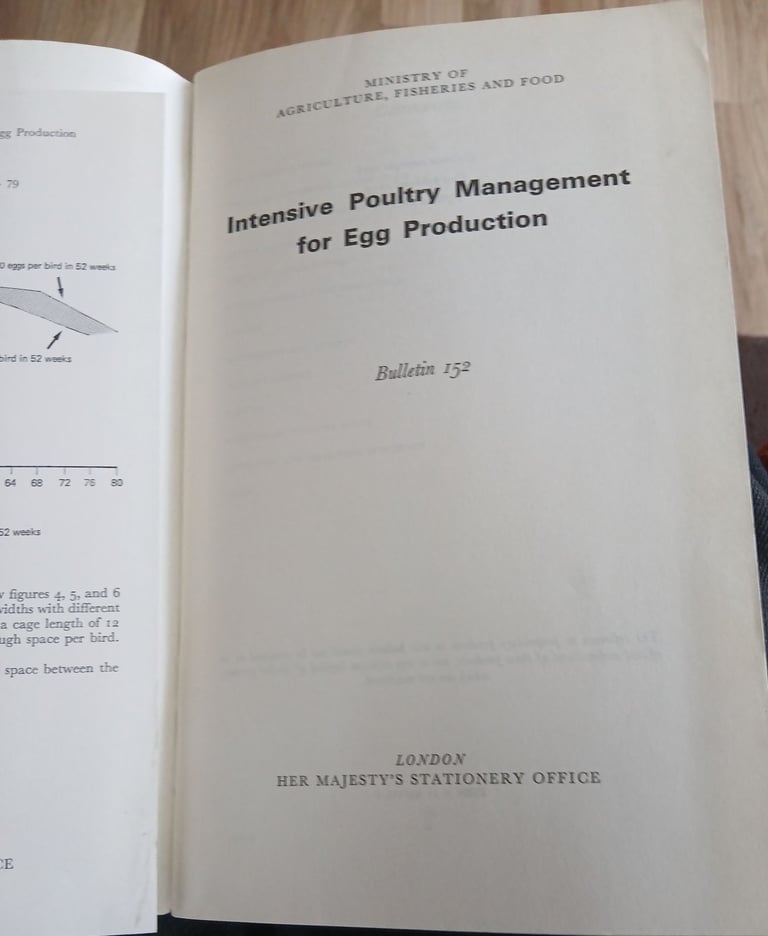 gg Production
79
0 eggs per bird in 52 weeks
bird in 52 weeks
64 68 72 76 80
52 weeks
figures 4, 5, and 6
widths with different
a cage length of 12
ugh space per bird.
space between the
CE
MINISTRY OF
AGRICULTURE, FISHERIES AND FOOD
Intensive Poultry Management
for Egg Production
Bulletin 152
LONDON
HER MAJESTY'S STATIONERY OFFICE